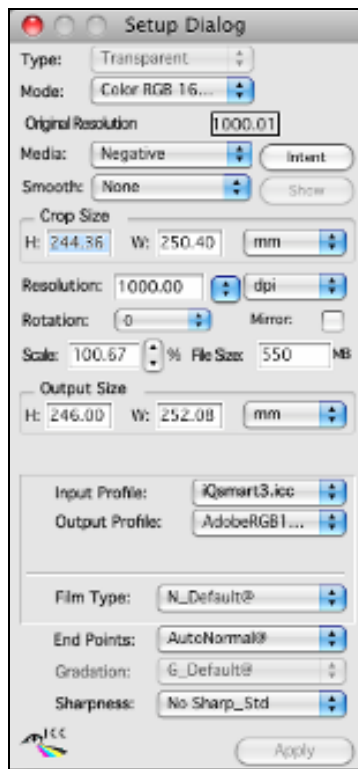 Setup Dialog
Type: Transparent
Mode: Color RGB 16...
Original Resolution 1000.01
Media: Negative Intent
Smooth: None Show
Crop Size
H: 244.36 W: 250.40 mm
Resolution: 1000.00 dpi
Rotation: 0 Mirror:
Scale: 100.67 % File Size: 550 MB
Output Size
H: 246.00 W: 252.08 mm
Input Profile: iQsmart3.icc
Output Profile: AdobeRGB1...
Film Type: N_Default@
End Points: AutoNormal@
Gradation: G_Default@
Sharpness: No Sharp_Std
ICC Apply